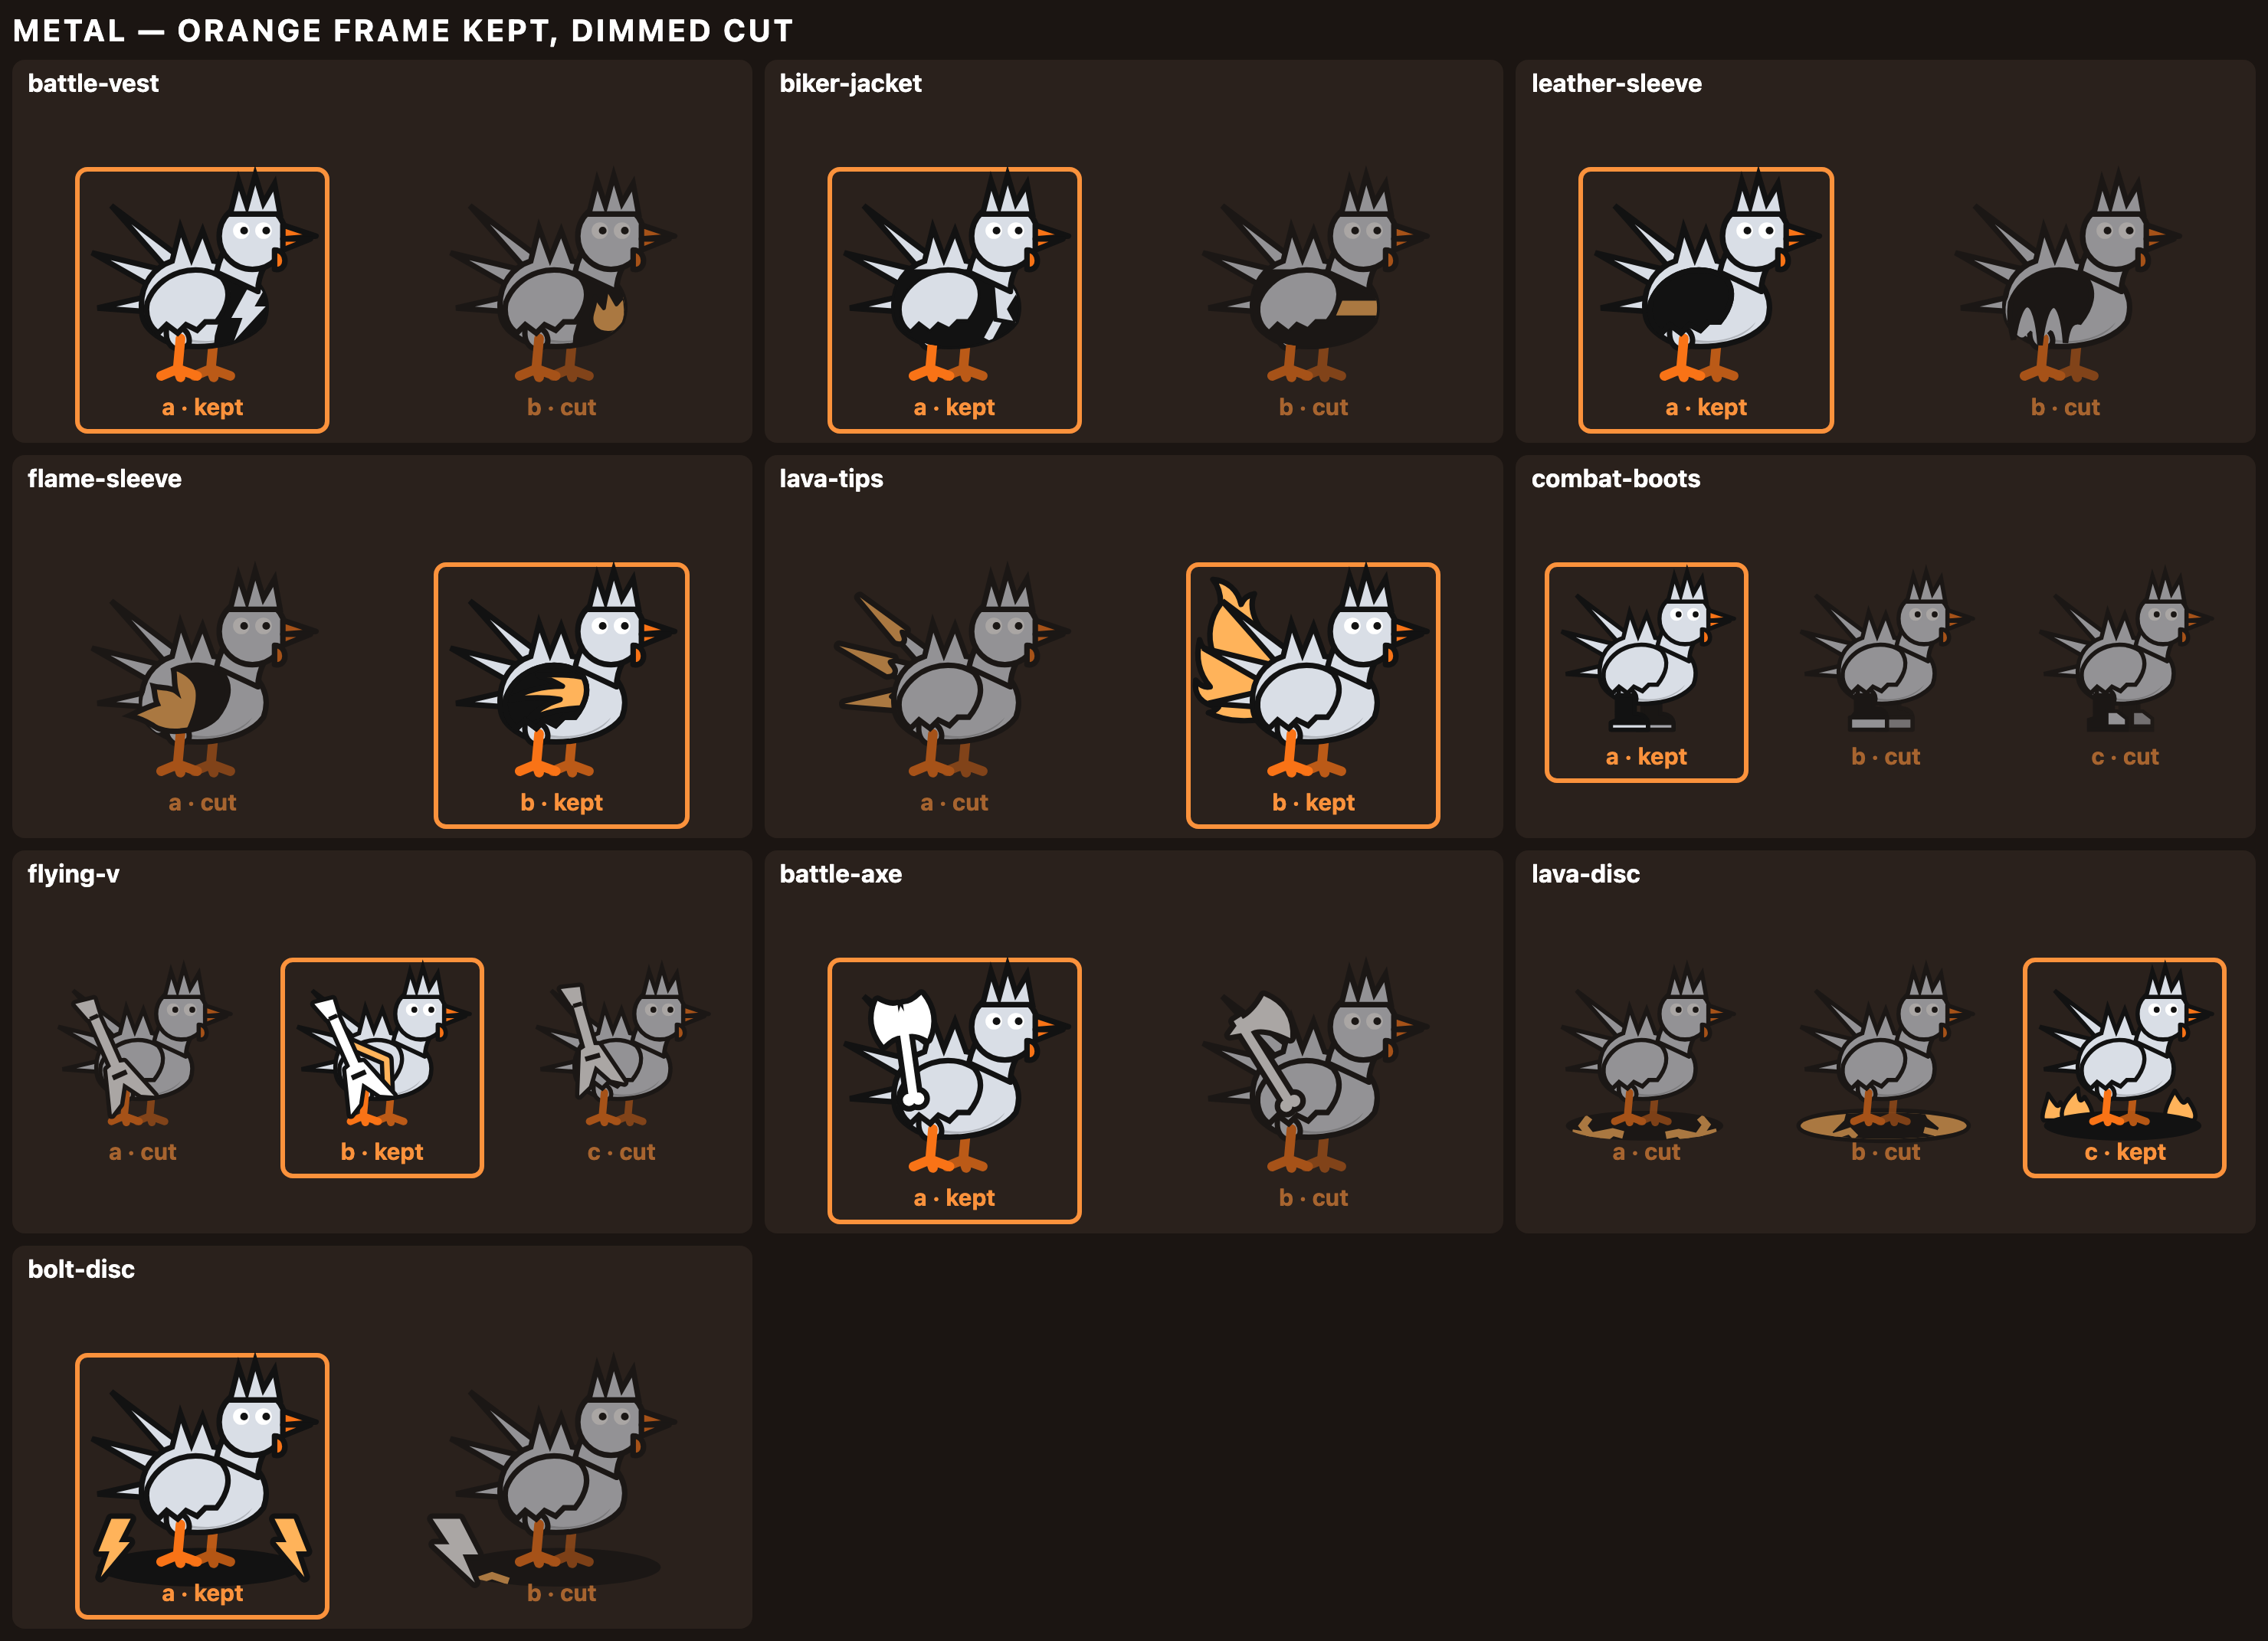 METAL — ORANGE FRAME KEPT, DIMMED CUT
battle-vest
a · kept
b · cut
biker-jacket
a · kept
b · cut
leather-sleeve
a · kept
b · cut
flame-sleeve
a · cut
b · kept
lava-tips
a · cut
b · kept
combat-boots
a · kept
b · cut
c · cut
flying-v
a · cut
b · kept
c · cut
battle-axe
a · kept
b · cut
lava-disc
a · cut
b · cut
c · kept
bolt-disc
a · kept
b · cut